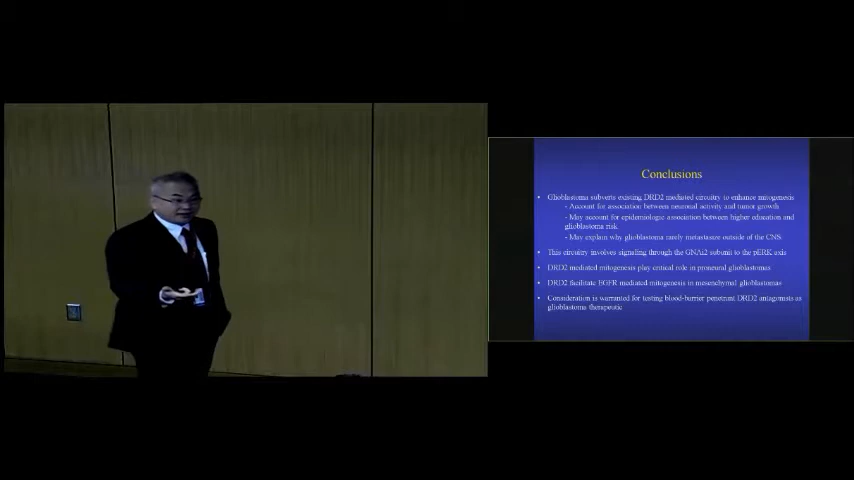 Conclusions
• Glioblastoma subverts existing DRD2 mediated circuitry to enhance mitogenesis
- Account for association between neuronal activity and tumor growth
- May account for epidemiologic association between higher education and
glioblastoma risk
- May explain why glioblastoma rarely metastasize outside of the CNS
• This circuitry involves signaling through the GNAi2 subunit to the pERK axis
• DRD2 mediated mitogenesis play critical role in proneural glioblastomas
• DRD2 facilitate EGFR mediated mitogenesis in mesenchymal glioblastomas
• Consideration is warranted for testing blood-barrier penetrant DRD2 antagonists as
glioblastoma therapeutic